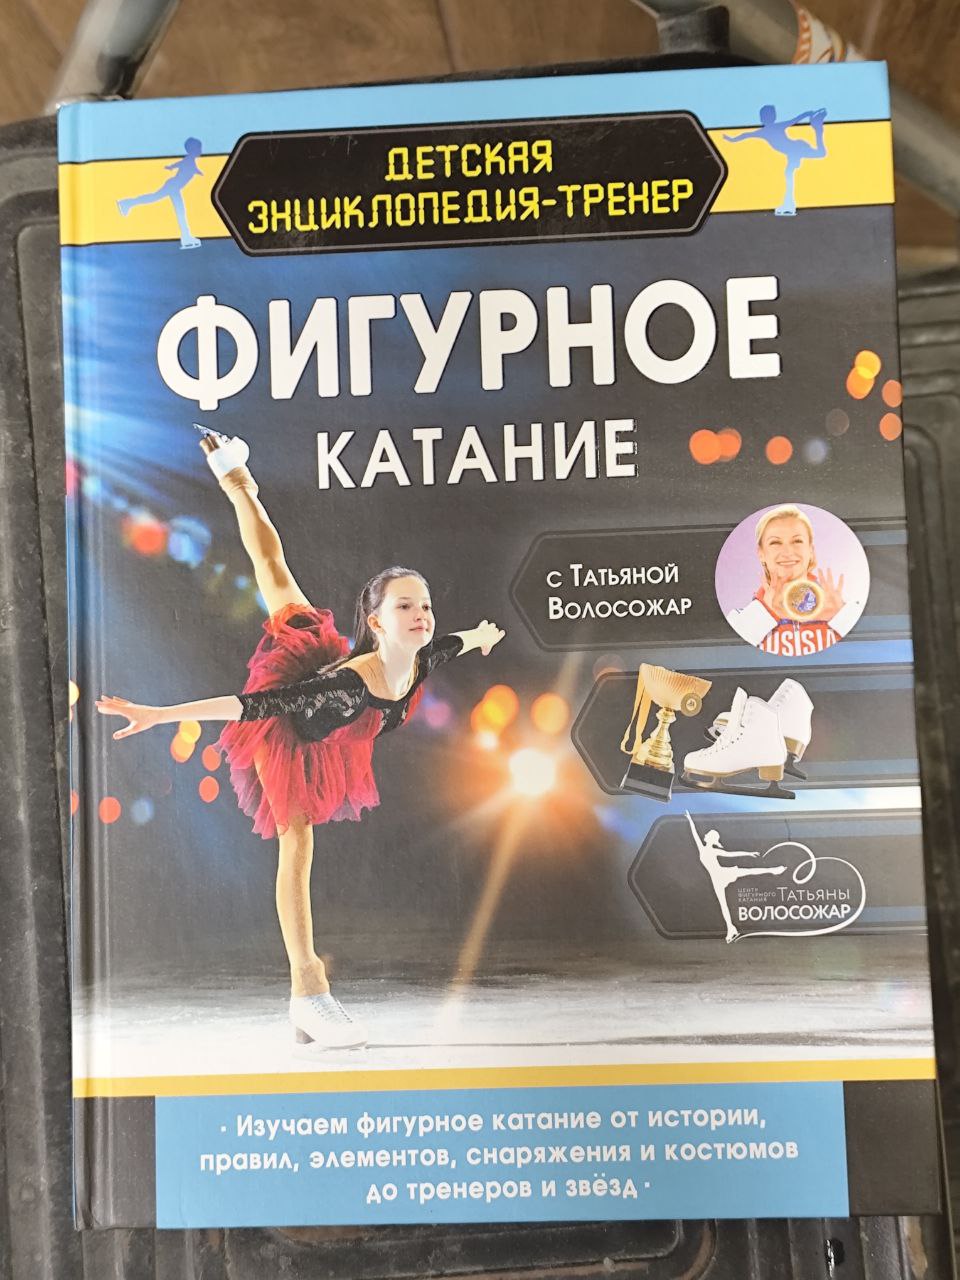 ДЕТСКАЯ
ЭНЦИКЛОПЕДИЯ-ТРЕНЕР
ФИГУРНОЕ
КАТАНИЕ
с Татьяной
Волосожар
RUSSIA
ЦЕНТР
ФИГУРНОГО
КАТАНИЯ
ТАТЬЯНЫ
ВОЛОСОЖАР
· Изучаем фигурное катание от истории,
правил, элементов, снаряжения и костюмов
до тренеров и звёзд ·